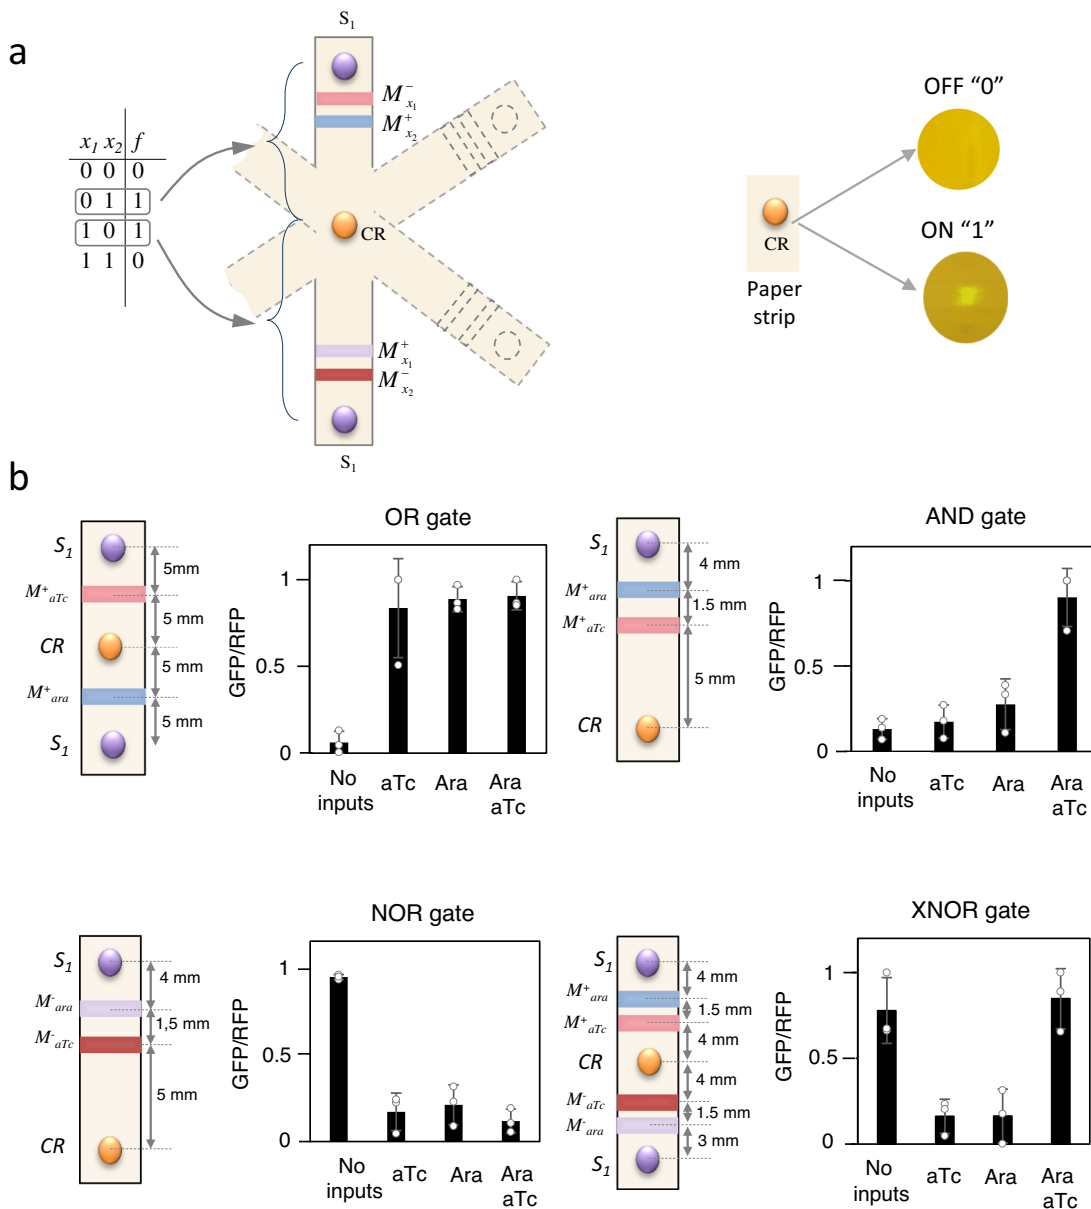 a
S1
x1 x2 f
0 0 0
0 1 1
1 0 1
1 1 0
M−x1
M+x2
CR
M+x1
M−x2
S1
OFF “0”
ON “1”
CR
Paper
strip
b
S1
M+aTc
CR
M+ara
S1
5mm
5 mm
5 mm
5 mm
OR gate
GFP/RFP
1
0.5
0
No
inputs
aTc
Ara
Ara
aTc
S1
M+ara
M+aTc
CR
4 mm
1.5 mm
5 mm
AND gate
GFP/RFP
1
0.5
0
No
inputs
aTc
Ara
Ara
aTc
S1
M-ara
M-aTc
CR
4 mm
1,5 mm
5 mm
NOR gate
GFP/RFP
1
0.5
0
No
inputs
aTc
Ara
Ara
aTc
S1
M+ara
M+aTc
CR
M-aTc
M-ara
S1
4 mm
1.5 mm
4 mm
4 mm
1.5 mm
3 mm
XNOR gate
GFP/RFP
1
0.5
0
No
inputs
aTc
Ara
Ara
aTc